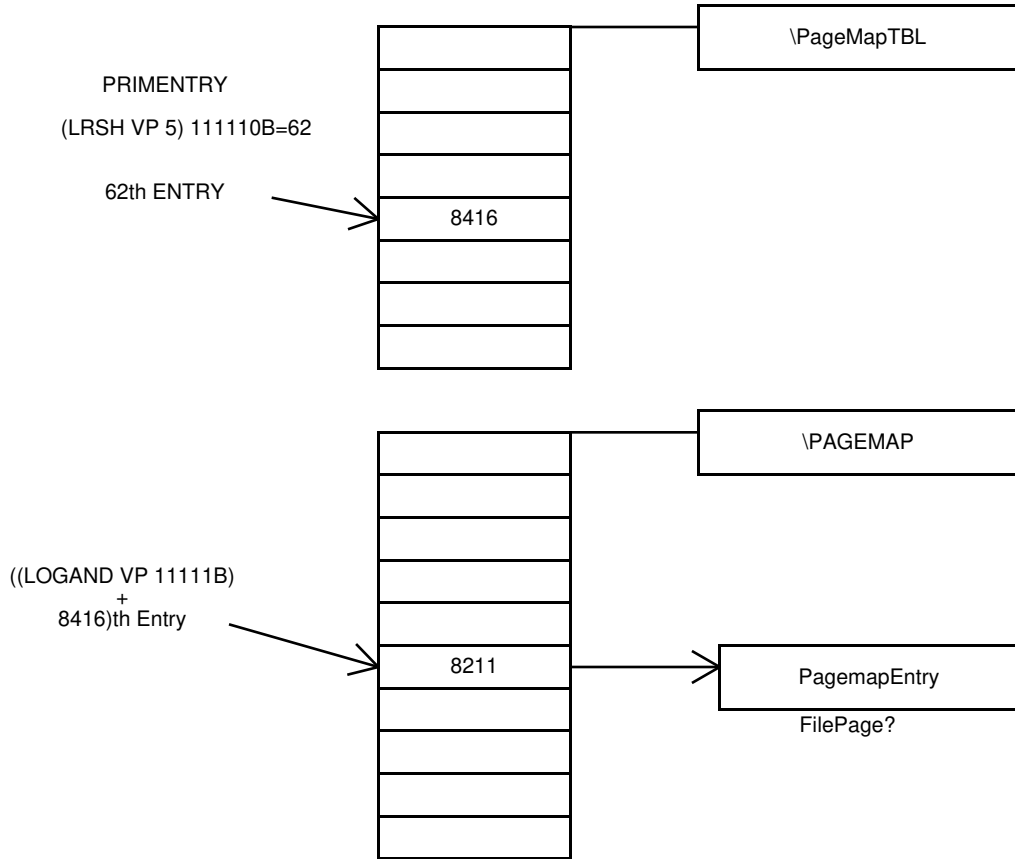 \PageMapTBL
PRIMENTRY
(LRSH VP 5) 111110B=62
62th ENTRY
8416
\PAGEMAP
((LOGAND VP 11111B)
+
8416)th Entry
8211
PagemapEntry
FilePage?